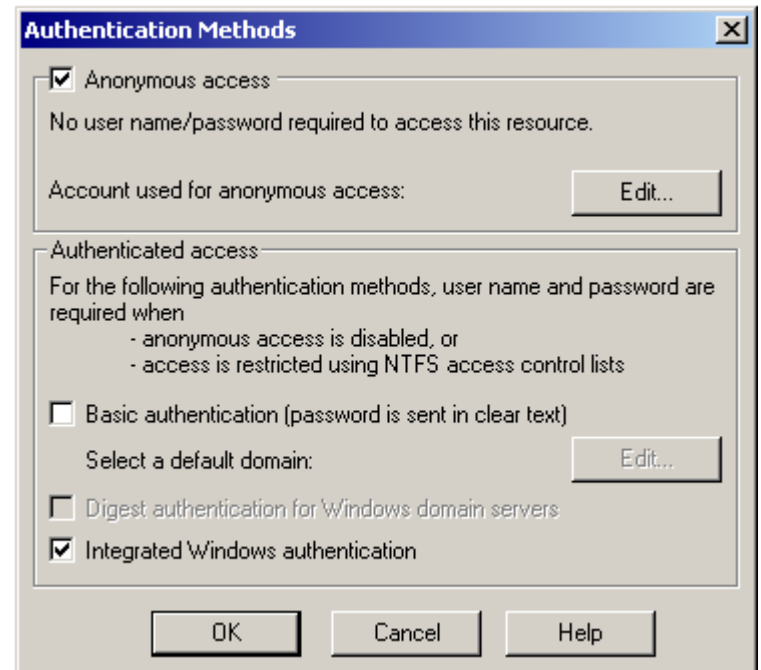 Authentication Methods
Anonymous access
No user name/password required to access this resource.
Account used for anonymous access:
Edit...
Authenticated access
For the following authentication methods, user name and password are
required when
- anonymous access is disabled, or
- access is restricted using NTFS access control lists
Basic authentication (password is sent in clear text)
Select a default domain:
Edit...
Digest authentication for Windows domain servers
Integrated Windows authentication
OK
Cancel
Help